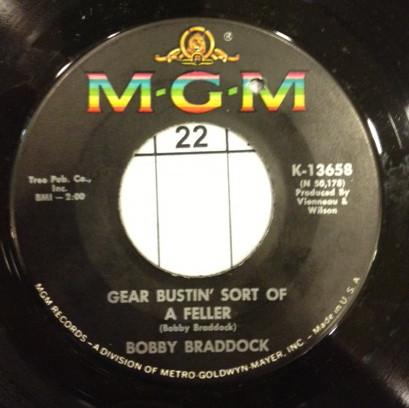 ®
M-G-M
22
Tree Pub. Co.,
Inc.
BMI - 2:00
K-13658
(N 50,178)
Produced By
Vienneau &
Wilson
GEAR BUSTIN' SORT OF
A FELLER
(Bobby Braddock)
BOBBY BRADDOCK
MGM RECORDS - A DIVISION OF METRO-GOLDWYN-MAYER, INC. - Made in U.S.A